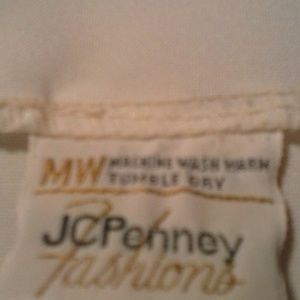 MW MACHINE WASH WARM
TUMBLE DRY
JCPenney
fashions